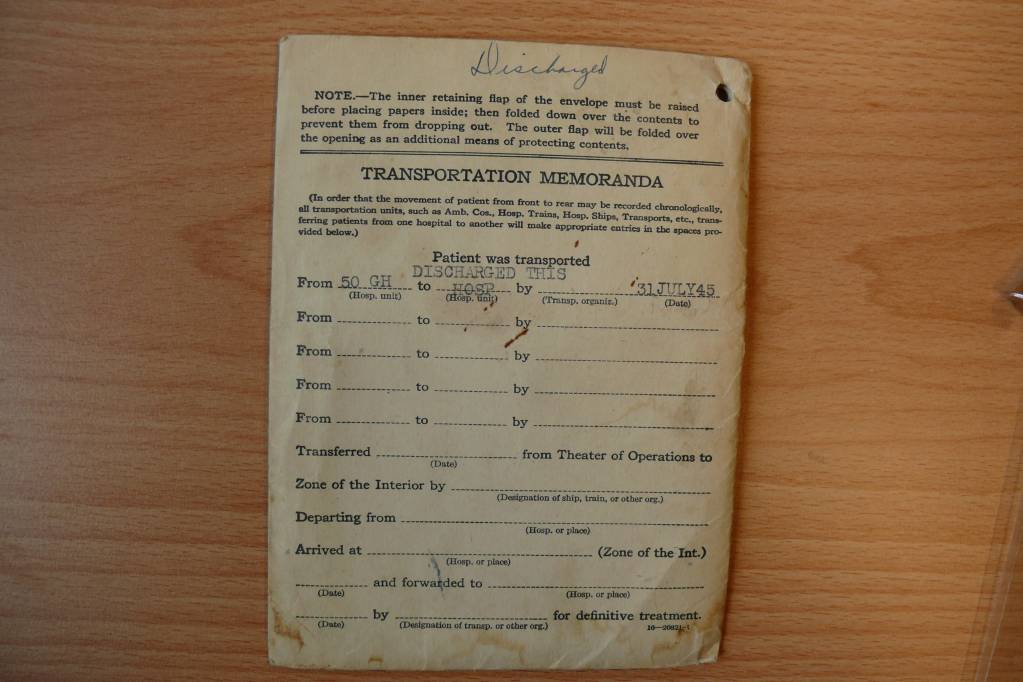 Discharged
NOTE.—The inner retaining flap of the envelope must be raised
before placing papers inside; then folded down over the contents to
prevent them from dropping out. The outer flap will be folded over
the opening as an additional means of protecting contents.
TRANSPORTATION MEMORANDA
(In order that the movement of patient from front to rear may be recorded chronologically,
all transportation units, such as Amb. Cos., Hosp. Trains, Hosp. Ships, Transports, etc., trans-
ferring patients from one hospital to another will make appropriate entries in the spaces pro-
vided below.)
Patient was transported
DISCHARGED THIS
From 50 GH to HOSP by 31JULY45
(Hosp. unit) (Hosp. unit) (Transp. organiz.) (Date)
From to by
From to by
From to by
From to by
Transferred from Theater of Operations to
(Date)
Zone of the Interior by
(Designation of ship, train, or other org.)
Departing from
(Hosp. or place)
Arrived at (Zone of the Int.)
(Hosp. or place)
and forwarded to
(Date) (Hosp. or place)
by for definitive treatment.
(Date) (Designation of transp. or other org.)